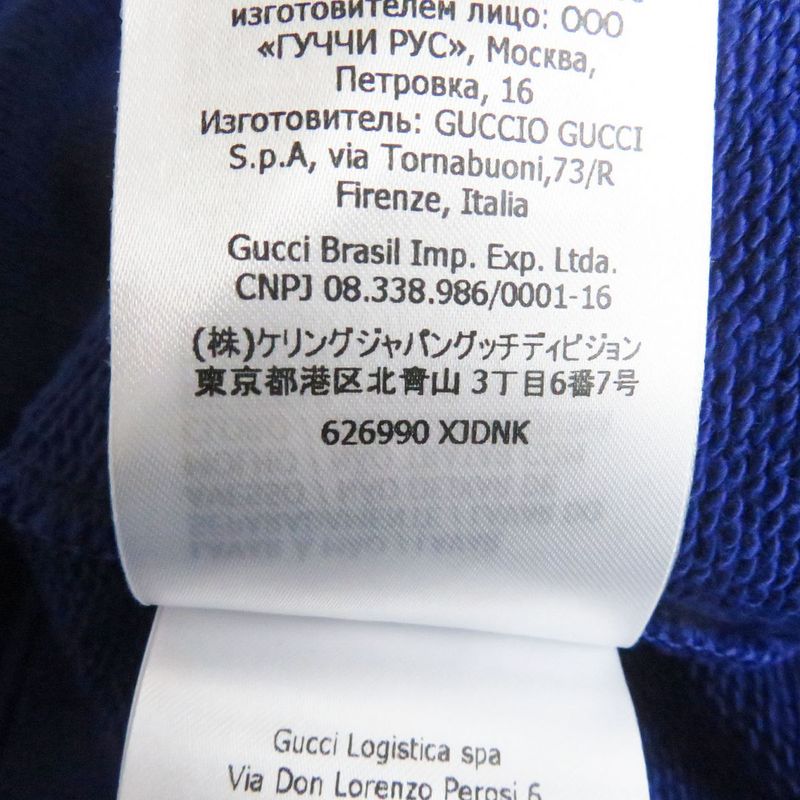 изготовителем лицо: ООО
«ГУЧЧИ РУС», Москва,
Петровка, 16
Изготовитель: GUCCIO GUCCI
S.p.A, via Tornabuoni,73/R
Firenze, Italia
Gucci Brasil Imp. Exp. Ltda.
CNPJ 08.338.986/0001-16
(株)ケリングジャパングッチディビジョン
東京都港区北青山 3丁目6番7号
626990 XJDNK
Gucci Logistica spa
Via Don Lorenzo Perosi 6